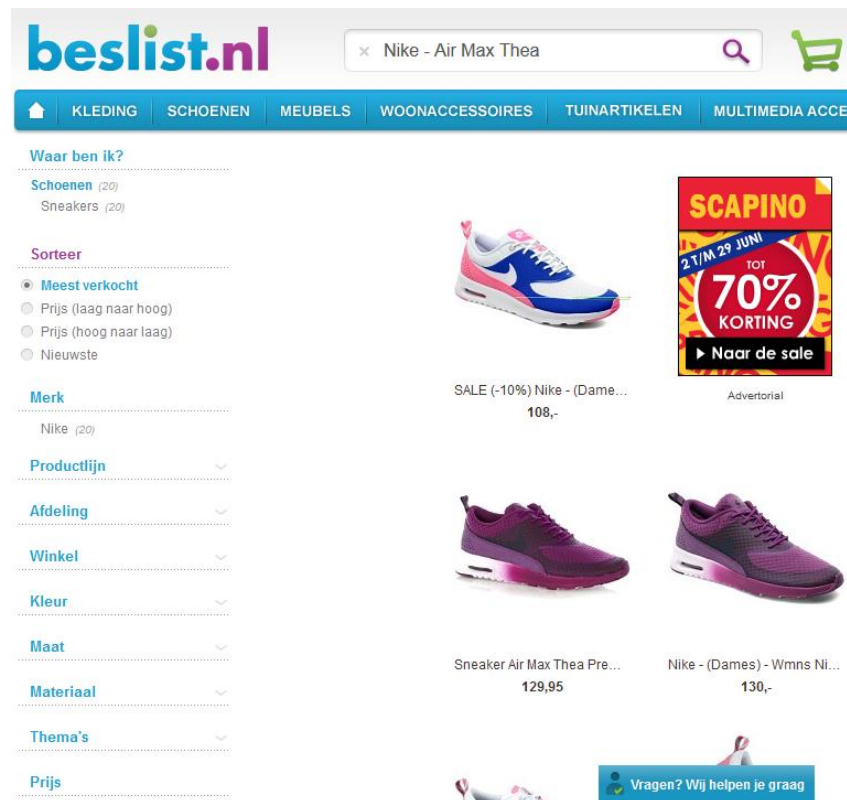 beslist.nl
× Nike - Air Max Thea
KLEDING SCHOENEN MEUBELS WOONACCESSOIRES TUINARTIKELEN MULTIMEDIA ACCE
Waar ben ik?
Schoenen (20)
Sneakers (20)
Sorteer
Meest verkocht
Prijs (laag naar hoog)
Prijs (hoog naar laag)
Nieuwste
Merk
Nike (20)
Productlijn
Afdeling
Winkel
Kleur
Maat
Materiaal
Thema's
Prijs
SALE (-10%) Nike - (Dame...
108,-
SCAPINO
2 T/M 29 JUNI
TOT
70%
KORTING
Naar de sale
Advertorial
Sneaker Air Max Thea Pre...
129,95
Nike - (Dames) - Wmns Ni...
130,-
Vragen? Wij helpen je graag